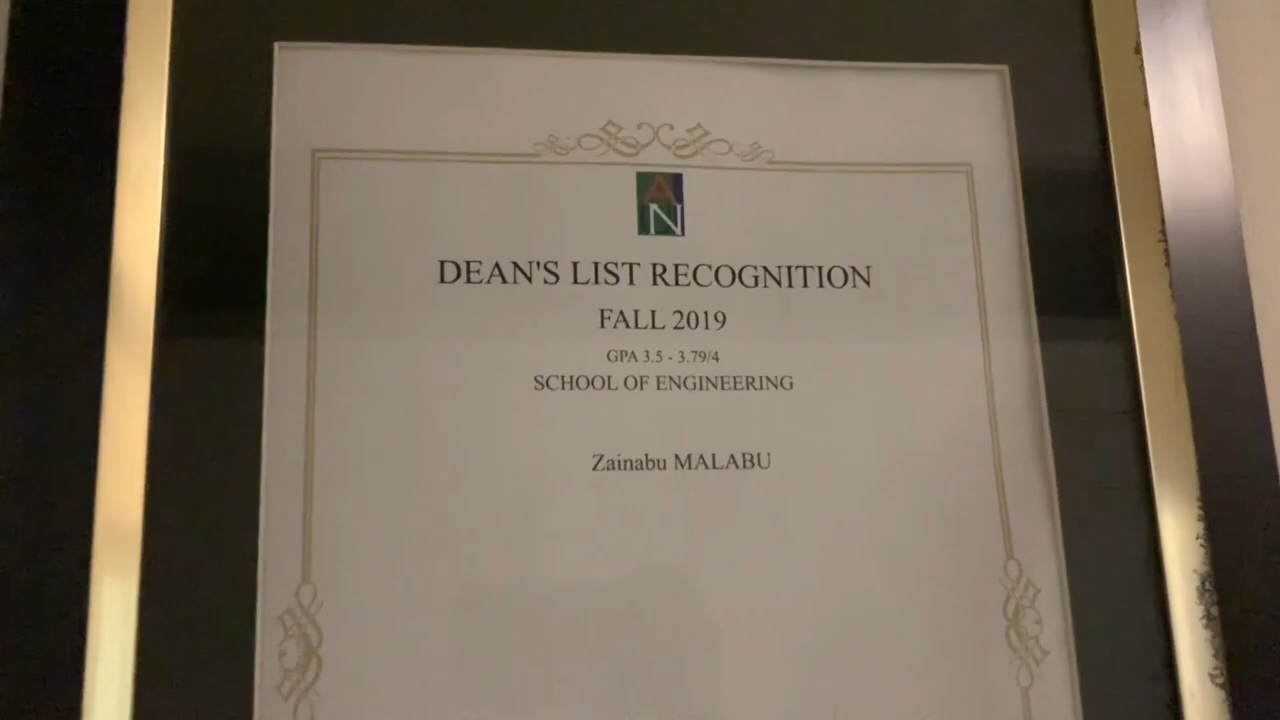 AN
DEAN'S LIST RECOGNITION
FALL 2019
GPA 3.5 - 3.79/4
SCHOOL OF ENGINEERING
Zainabu MALABU